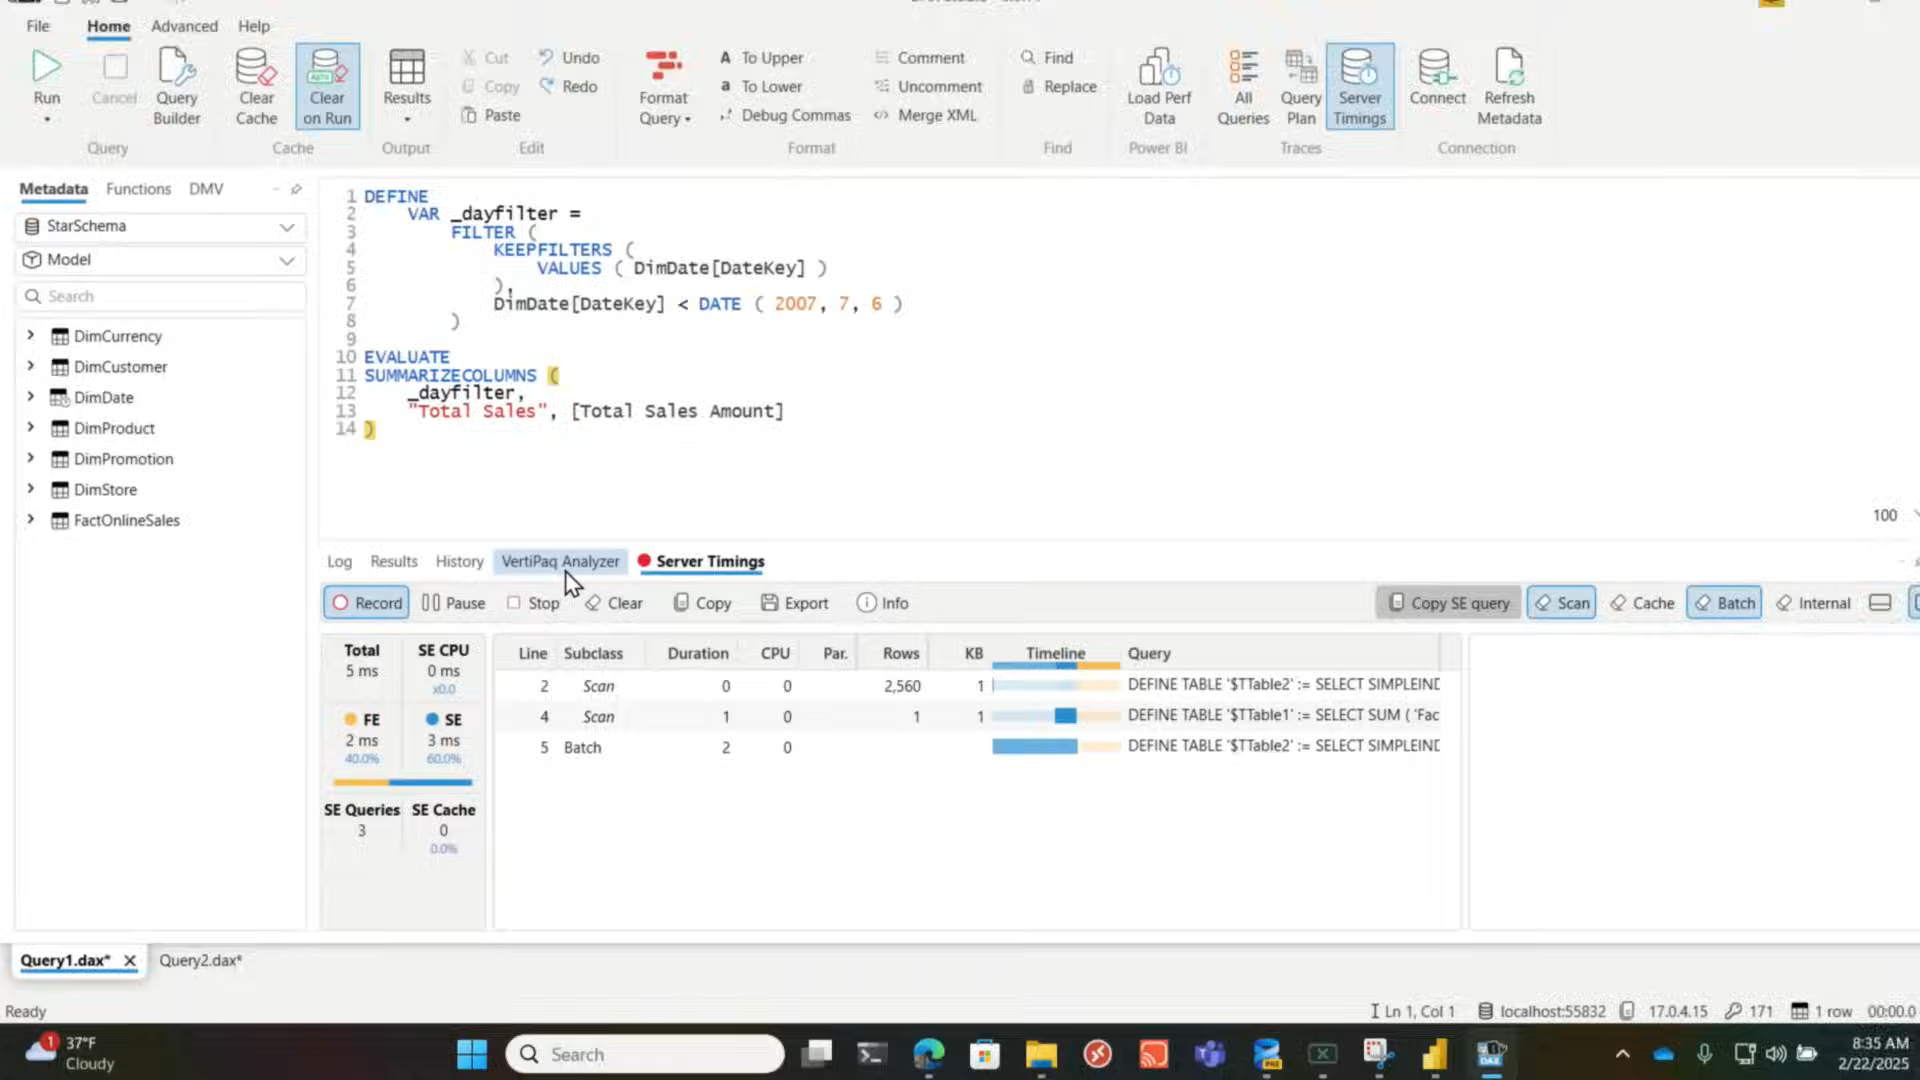 File Home Advanced Help
Run Cancel Query Builder Clear Cache AUTO Clear on Run Results Cut Copy Paste Undo Redo Format Query A To Upper a To Lower Debug Commas Comment Uncomment Merge XML Find Replace Load Perf Data All Queries Query Plan Server Timings Connect Refresh Metadata
Query Cache Output Edit Format Find Power BI Traces Connection
Metadata Functions DMV
StarSchema
Model
Search
DimCurrency
DimCustomer
DimDate
DimProduct
DimPromotion
DimStore
FactOnlineSales
1 DEFINE
2 VAR _dayfilter =
3 FILTER (
4 KEEPFILTERS (
5 VALUES ( DimDate[DateKey] )
6 ),
7 DimDate[DateKey] < DATE ( 2007, 7, 6 )
8 )
9
10 EVALUATE
11 SUMMARIZECOLUMNS (
12 _dayfilter,
13 "Total Sales", [Total Sales Amount]
14 )
100
Log Results History VertiPaq Analyzer Server Timings
Record Pause Stop Clear Copy Export Info Copy SE query Scan Cache Batch Internal
Total SE CPU
5 ms 0 ms
x0.0
FE SE
2 ms 3 ms
40.0% 60.0%
SE Queries SE Cache
3 0
0.0%
Line Subclass Duration CPU Par. Rows KB Timeline Query
2 Scan 0 0 2,560 1 DEFINE TABLE '$TTable2' := SELECT SIMPLEIND
4 Scan 1 0 1 1 DEFINE TABLE '$TTable1' := SELECT SUM ( 'Fac
5 Batch 2 0 DEFINE TABLE '$TTable2' := SELECT SIMPLEIND
Query1.dax* Query2.dax*
Ready Ln 1, Col 1 localhost:55832 17.0.4.15 171 1 row 00:00.0
1 37°F
Cloudy
Search
PRE
DAX
8:35 AM
2/22/2025